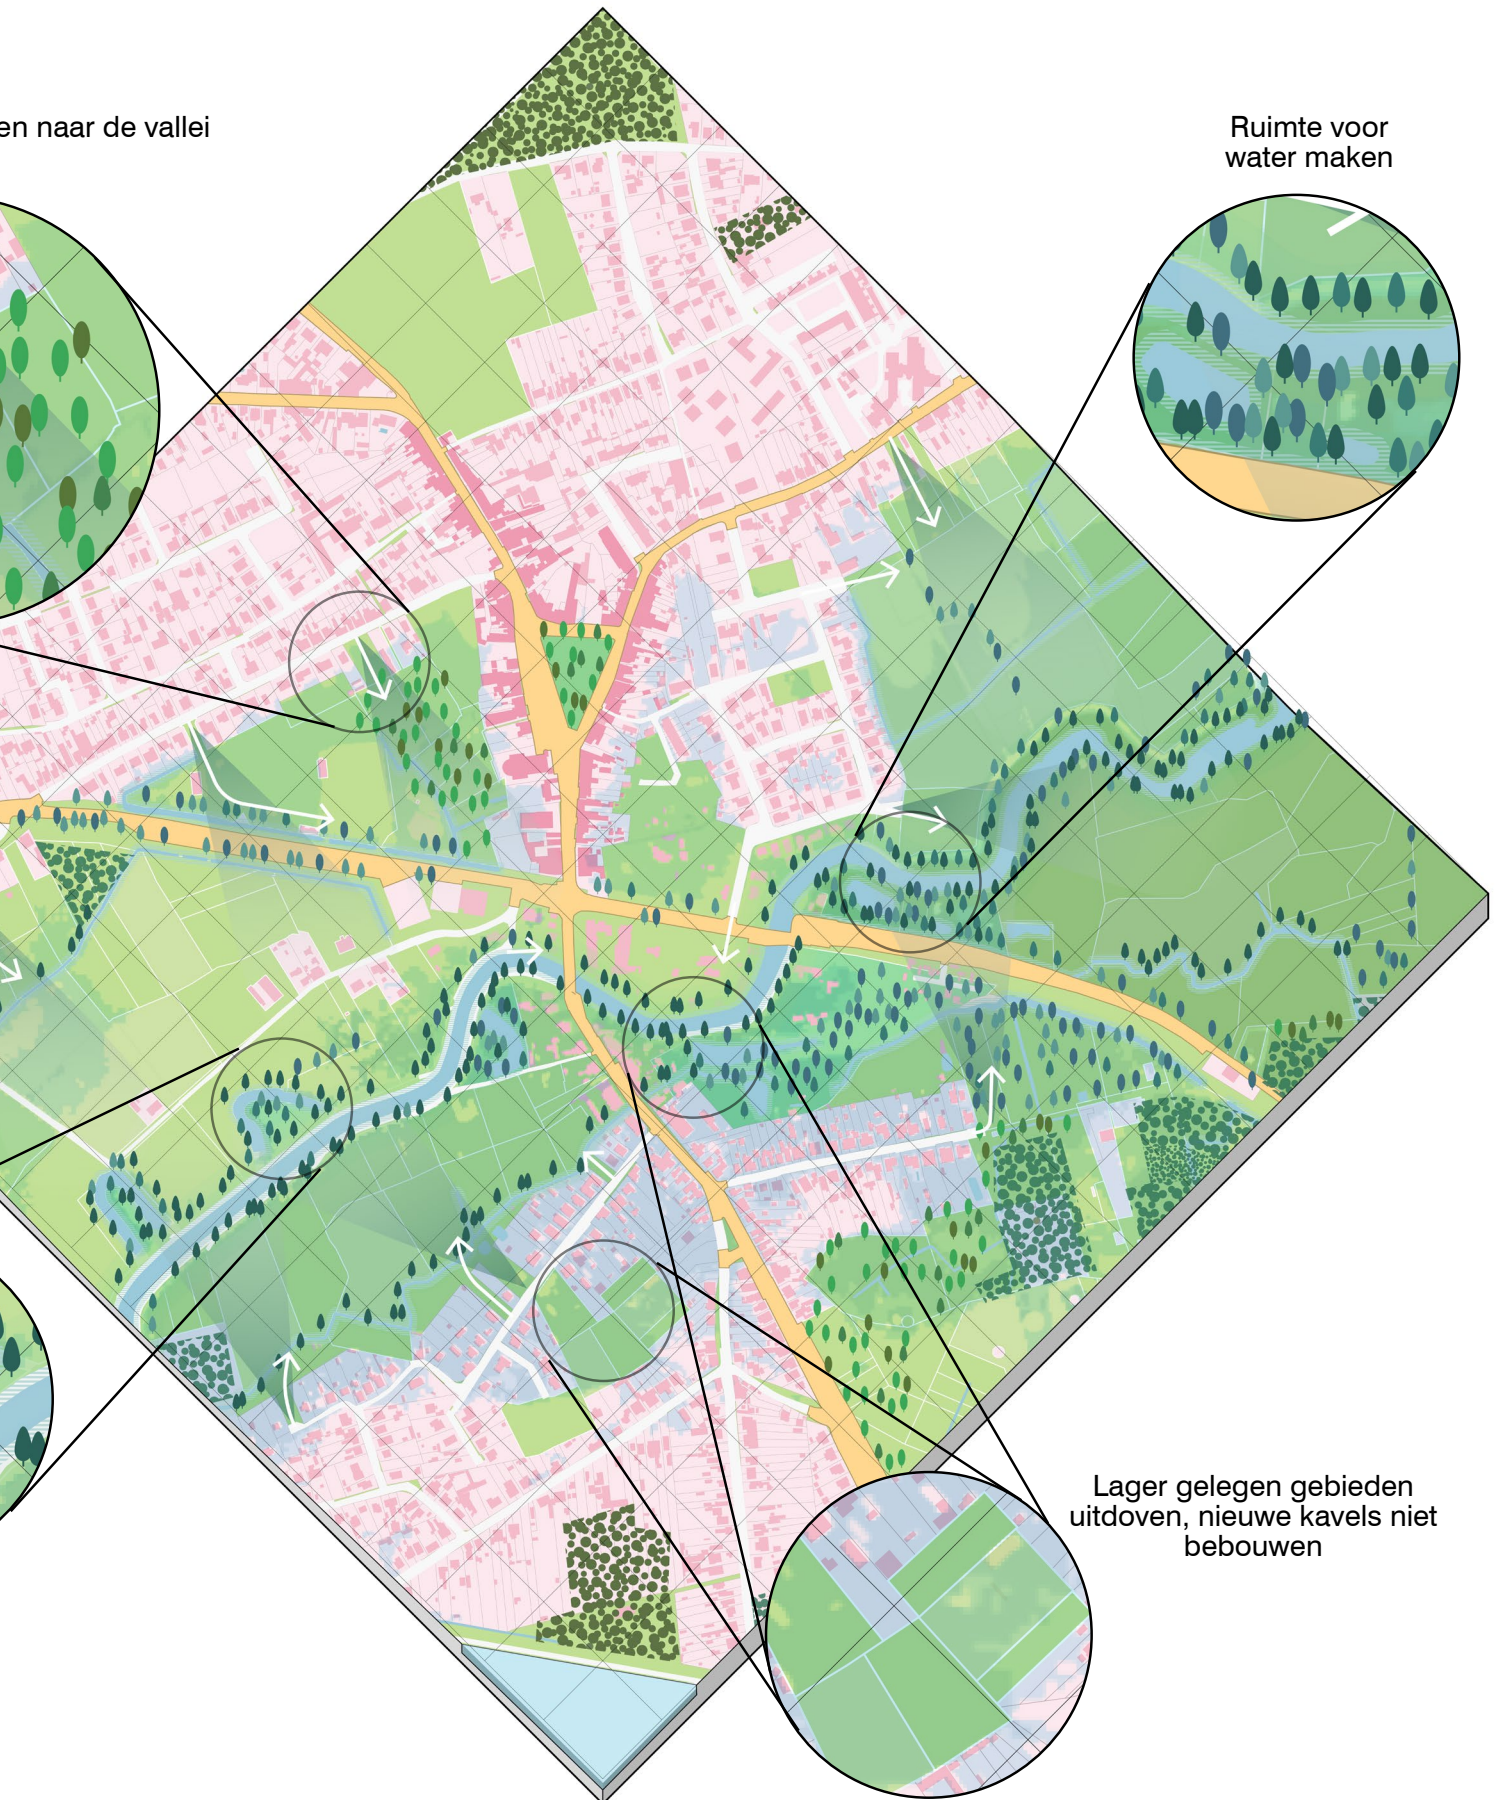 en naar de vallei
Ruimte voor
water maken
Lager gelegen gebieden
uitdoven, nieuwe kavels niet
bebouwen